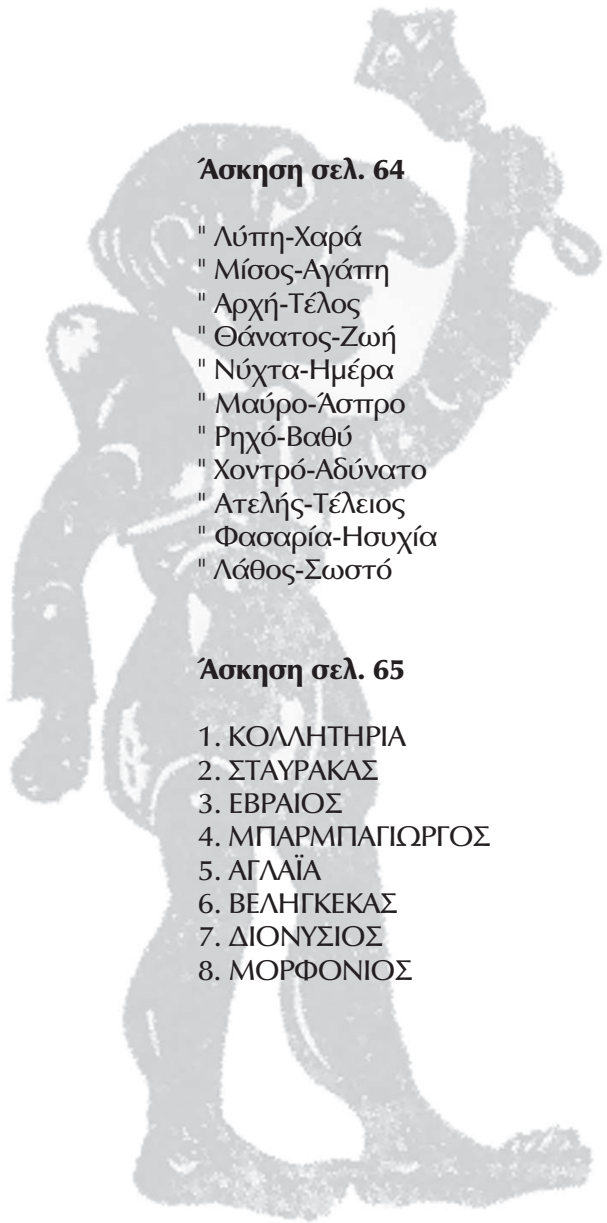 Άσκηση σελ. 64
" Λύπη-Χαρά
" Μίσος-Αγάπη
" Αρχή-Τέλος
" Θάνατος-Ζωή
" Νύχτα-Ημέρα
" Μαύρο-Άσπρο
" Ρηχό-Βαθύ
" Χοντρό-Αδύνατο
" Ατελής-Τέλειος
" Φασαρία-Ησυχία
" Λάθος-Σωστό
Άσκηση σελ. 65
1. ΚΟΛΛΗΤΗΡΙΑ
2. ΣΤΑΥΡΑΚΑΣ
3. ΕΒΡΑΙΟΣ
4. ΜΠΑΡΜΠΑΓΙΩΡΓΟΣ
5. ΑΓΛΑΪΑ
6. ΒΕΛΗΓΚΕΚΑΣ
7. ΔΙΟΝΥΣΙΟΣ
8. ΜΟΡΦΟΝΙΟΣ